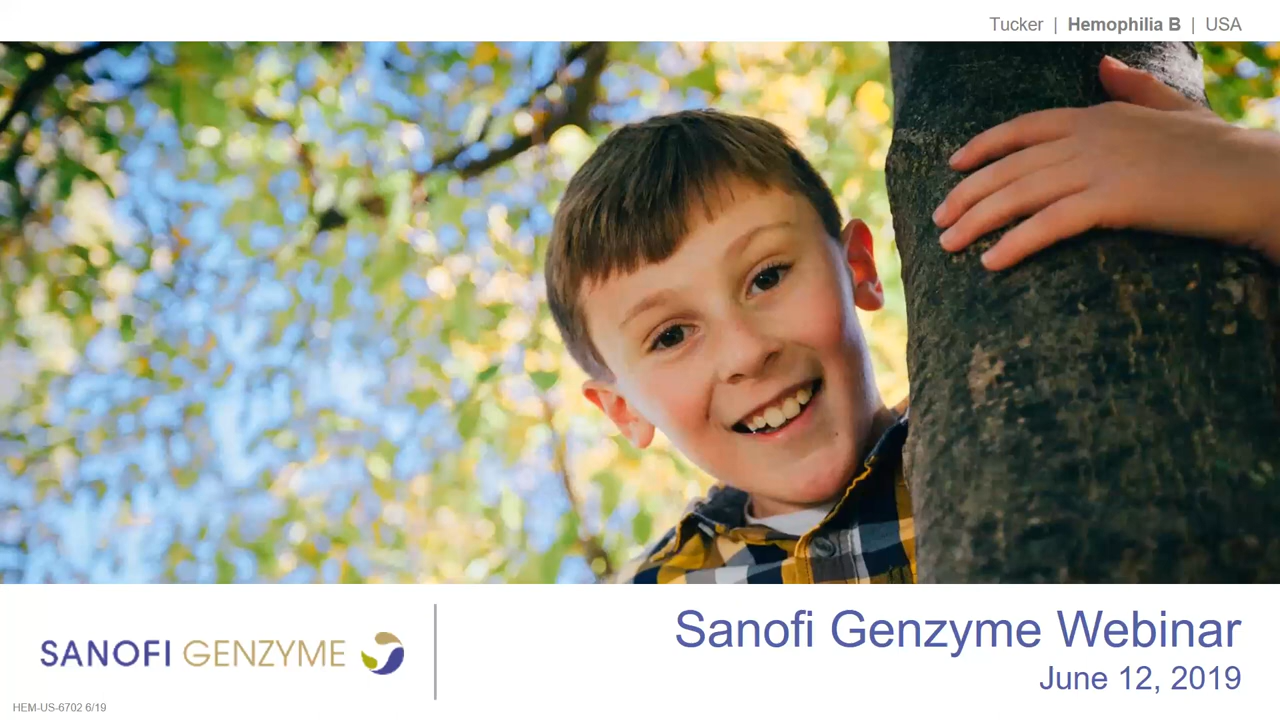 Tucker | Hemophilia B | USA
SANOFI GENZYME
Sanofi Genzyme Webinar
June 12, 2019
HEM-US-6702 6/19